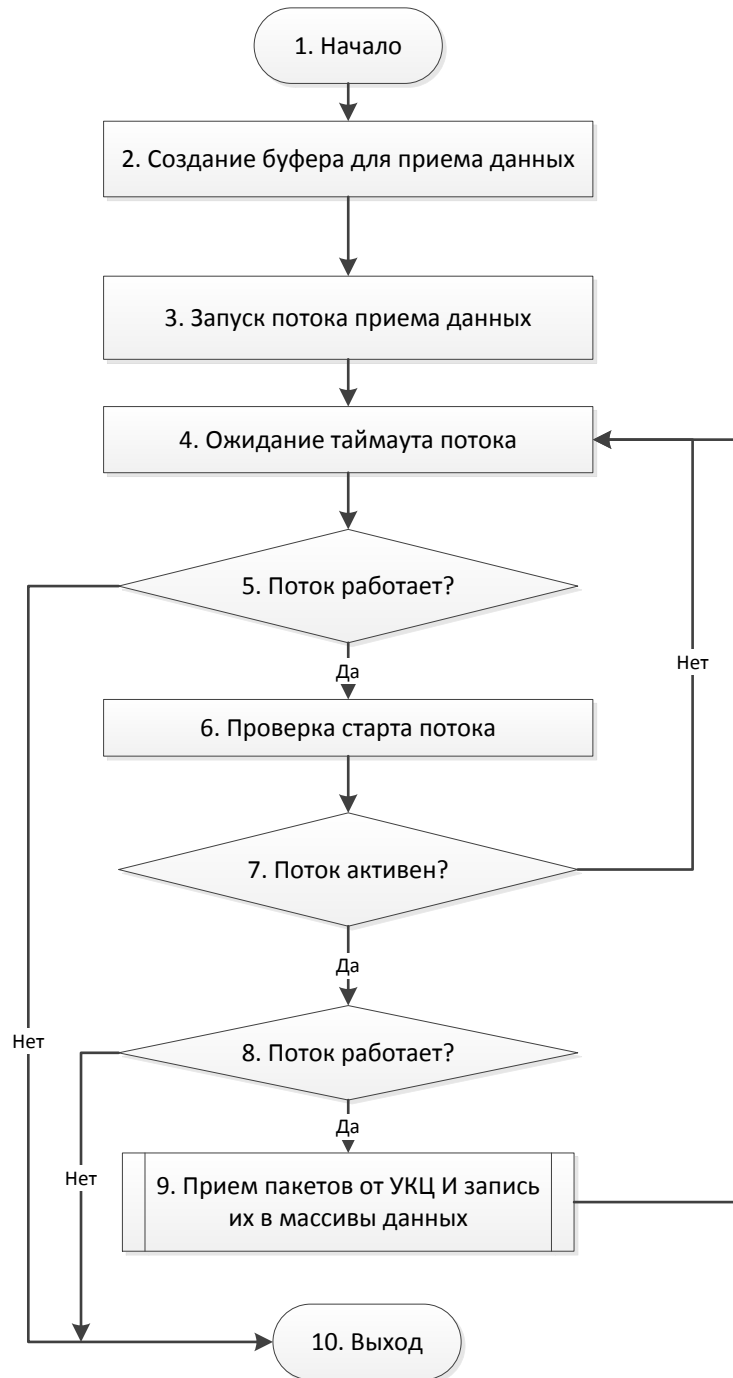 1. Начало
2. Создание буфера для приема данных
3. Запуск потока приема данных
4. Ожидание таймаута потока
5. Поток работает?
Нет
Да
6. Проверка старта потока
7. Поток активен?
Да
Нет
8. Поток работает?
Да
Нет
9. Прием пакетов от УКЦ И запись
их в массивы данных
10. Выход